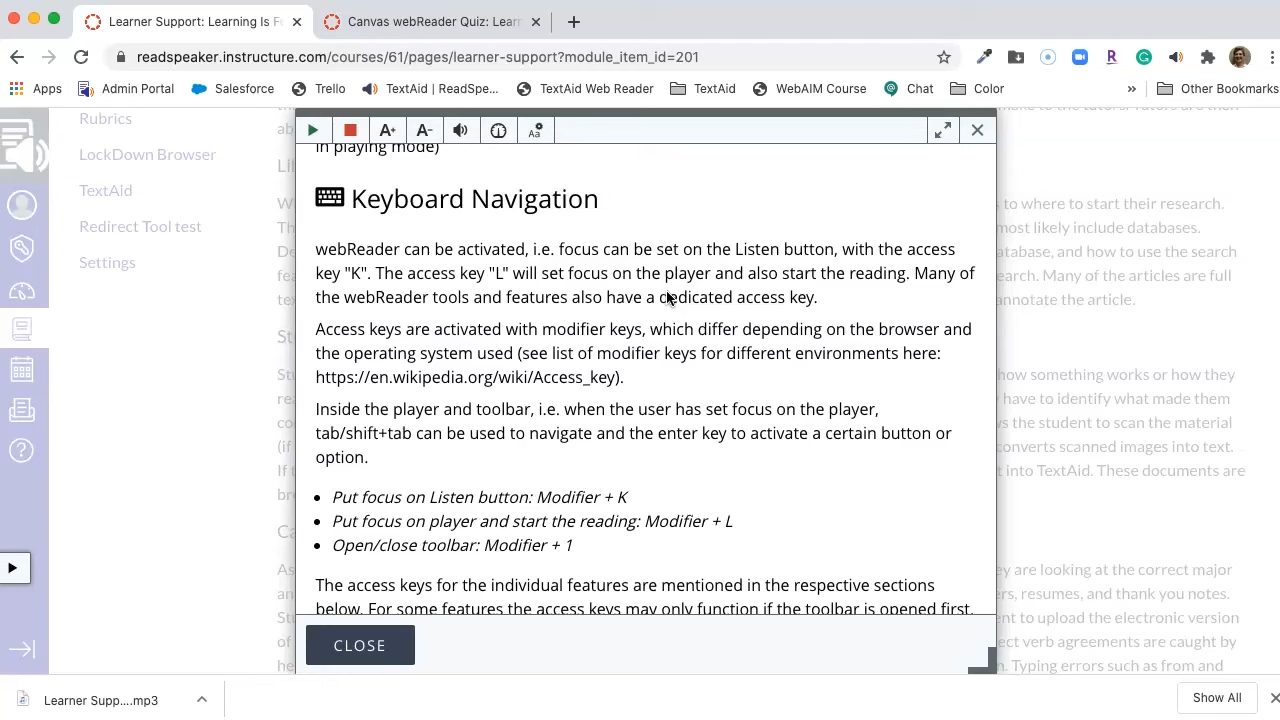 Learner Support: Learning Is F
Canvas webReader Quiz: Lear
readspeaker.instructure.com/courses/61/pages/learner-support?module_item_id=201
Apps
Admin Portal
Salesforce
Trello
TextAid | ReadSpe...
TextAid Web Reader
TextAid
WebAIM Course
Chat
Color
»
Other Bookmarks
Rubrics
LockDown Browser
TextAid
Redirect Tool test
Settings
A+
A-
Aa
in playing mode)
Keyboard Navigation
webReader can be activated, i.e. focus can be set on the Listen button, with the access
key "K". The access key "L" will set focus on the player and also start the reading. Many of
the webReader tools and features also have a dedicated access key.
Access keys are activated with modifier keys, which differ depending on the browser and
the operating system used (see list of modifier keys for different environments here:
https://en.wikipedia.org/wiki/Access_key).
Inside the player and toolbar, i.e. when the user has set focus on the player,
tab/shift+tab can be used to navigate and the enter key to activate a certain button or
option.
• Put focus on Listen button: Modifier + K
• Put focus on player and start the reading: Modifier + L
• Open/close toolbar: Modifier + 1
The access keys for the individual features are mentioned in the respective sections
below. For some features the access keys may only function if the toolbar is opened first.
CLOSE
to where to start their research.
most likely include databases.
atabase, and how to use the search
earch. Many of the articles are full
annotate the article.
how something works or how they
have to identify what made them
ws the student to scan the material
converts scanned images into text.
t into TextAid. These documents are
ey are looking at the correct major
ers, resumes, and thank you notes.
ent to upload the electronic version
ect verb agreements are caught by
n. Typing errors such as from and
Learner Supp....mp3
Show All